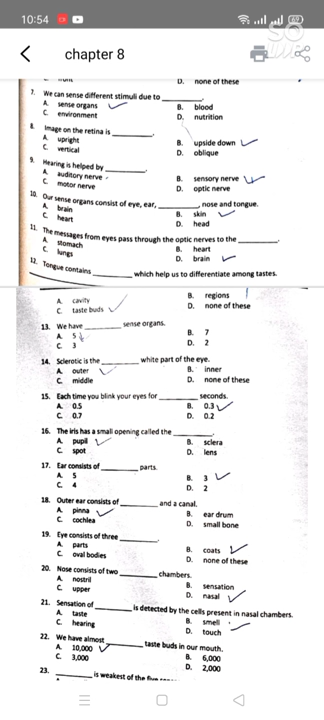 10:54
chapter 8
D. none of these
7. We can sense different stimuli due to ________.
A. sense organs B. blood
C. environment D. nutrition
8. Image on the retina is ________.
A. upright B. upside down
C. vertical D. oblique
9. Hearing is helped by ________.
A. auditory nerve B. sensory nerve
C. motor nerve D. optic nerve
10. Our sense organs consist of eye, ear, ________, nose and tongue.
A. brain B. skin
C. heart D. head
11. The messages from eyes pass through the optic nerves to the ________.
A. stomach B. heart
C. lungs D. brain
12. Tongue contains ________ which help us to differentiate among tastes.
A. cavity B. regions
C. taste buds D. none of these
13. We have ________ sense organs.
A. 5 B. 7
C. 3 D. 2
14. Sclerotic is the ________ white part of the eye.
A. outer B. inner
C. middle D. none of these
15. Each time you blink your eyes for ________ seconds.
A. 0.5 B. 0.3
C. 0.7 D. 0.2
16. The iris has a small opening called the ________.
A. pupil B. sclera
C. spot D. lens
17. Ear consists of ________ parts.
A. 5 B. 3
C. 4 D. 2
18. Outer ear consists of ________ and a canal.
A. pinna B. ear drum
C. cochlea D. small bone
19. Eye consists of three ________.
A. parts B. coats
C. oval bodies D. none of these
20. Nose consists of two ________ chambers.
A. nostril B. sensation
C. upper D. nasal
21. Sensation of ________ is detected by the cells present in nasal chambers.
A. taste B. smell
C. hearing D. touch
22. We have almost ________ taste buds in our mouth.
A. 10,000 B. 6,000
C. 3,000 D. 2,000
23. ________ is weakest of the five